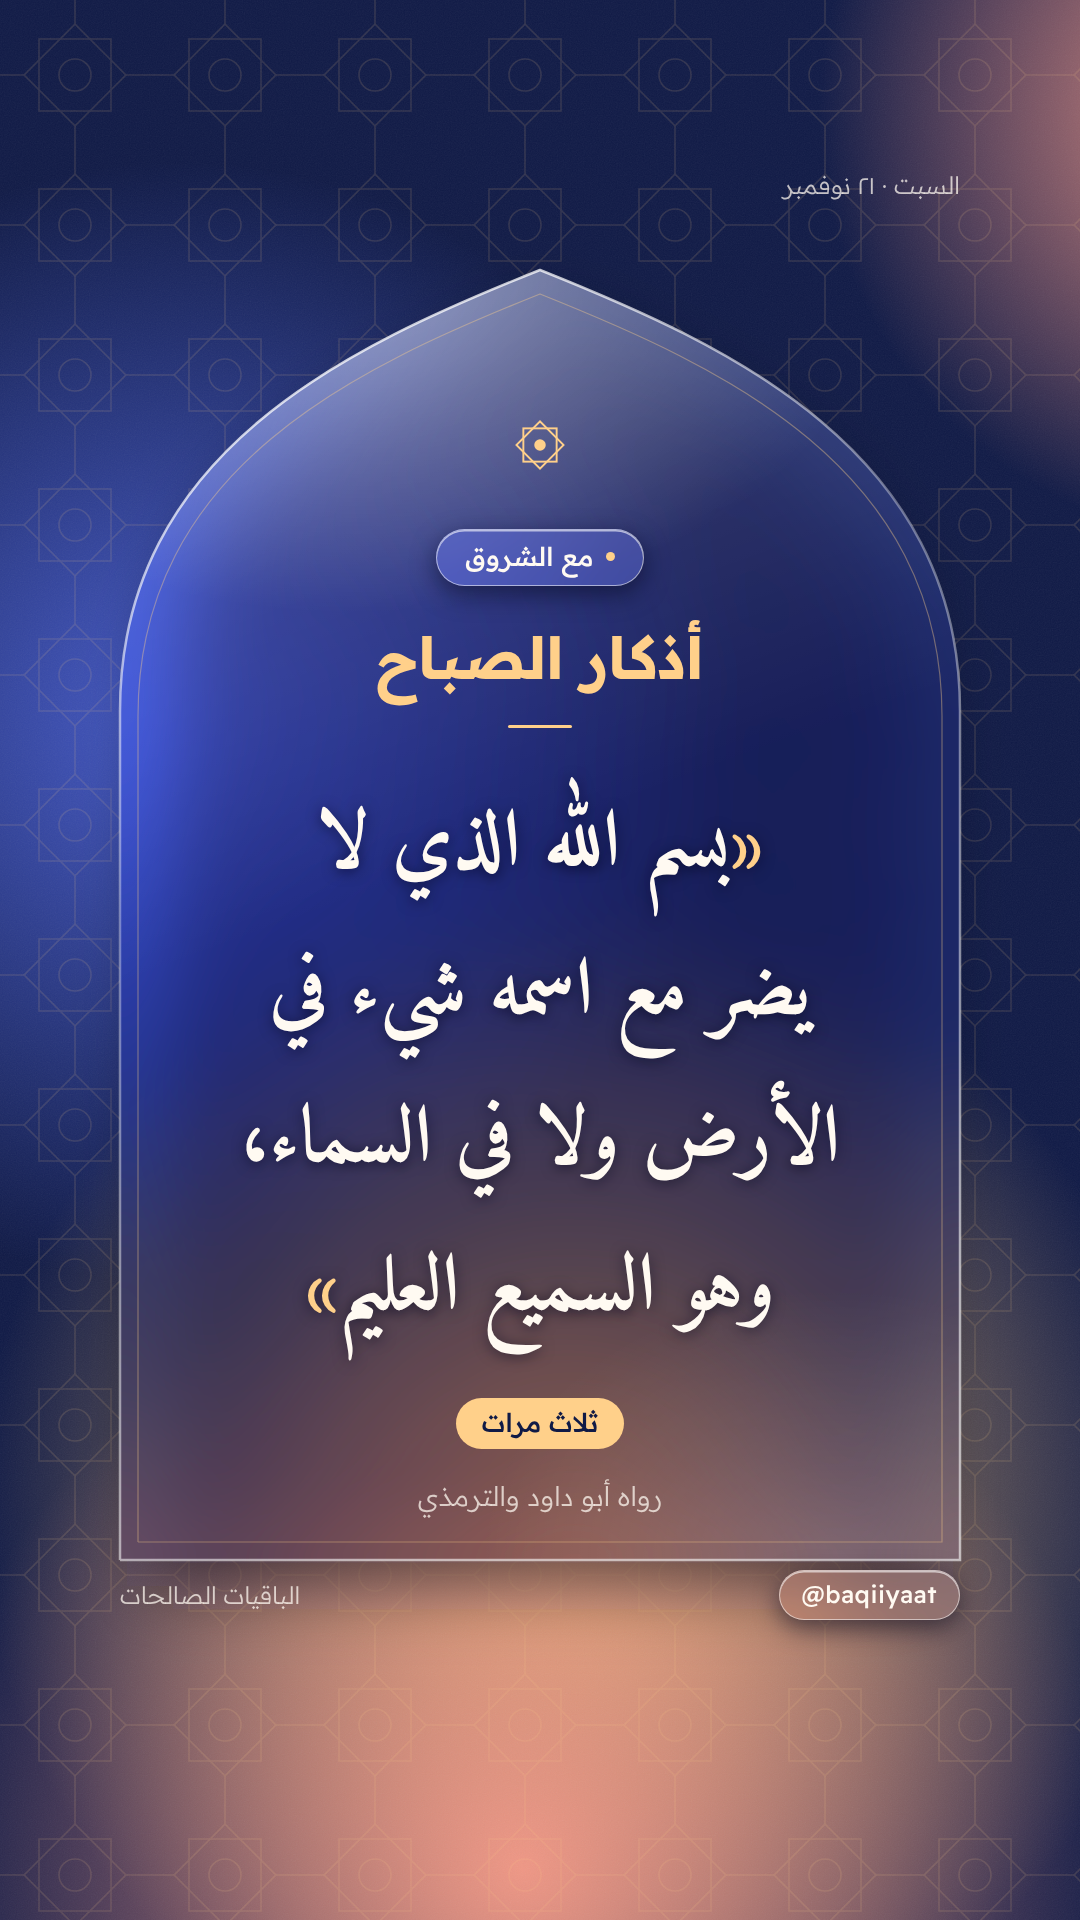 السبت · ٢١ نوفمبر
مع الشروق
أذكار الصباح
«بسم الله الذي لا
يضر مع اسمه شيء في
الأرض ولا في السماء،
وهو السميع العليم»
ثلاث مرات
رواه أبو داود والترمذي
@baqiiyaat
الباقيات الصالحات